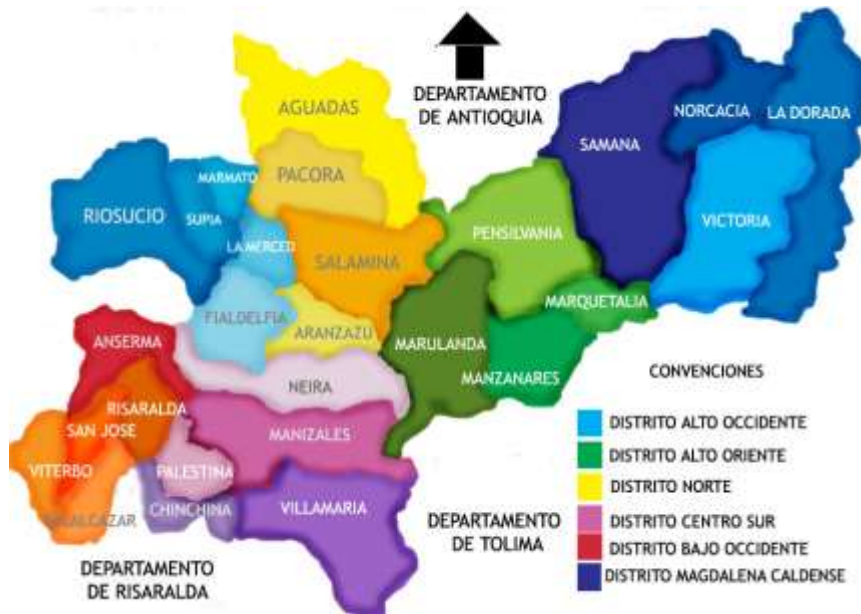 DEPARTAMENTO
DE ANTIOQUIA
AGUADAS
NORCACIA
LA DORADA
SAMANA
MARMATO
PACORA
RIOSUCIO
SUPIA
VICTORIA
LA MERCED
PENSILVANIA
SALAMINA
MARQUETALIA
FIALDELFIA
ARANZAZU
ANSERMA
MARULANDA
MANZANARES
NEIRA
RISARALDA
SAN JOSE
MANIZALES
VITERBO
PALESTINA
CHINCHINA
VILLAMARIA
DEPARTAMENTO
DE TOLIMA
DEPARTAMENTO
DE RISARALDA
CONVENCIONES
DISTRITO ALTO OCCIDENTE
DISTRITO ALTO ORIENTE
DISTRITO NORTE
DISTRITO CENTRO SUR
DISTRITO BAJO OCCIDENTE
DISTRITO MAGDALENA CALDENSE